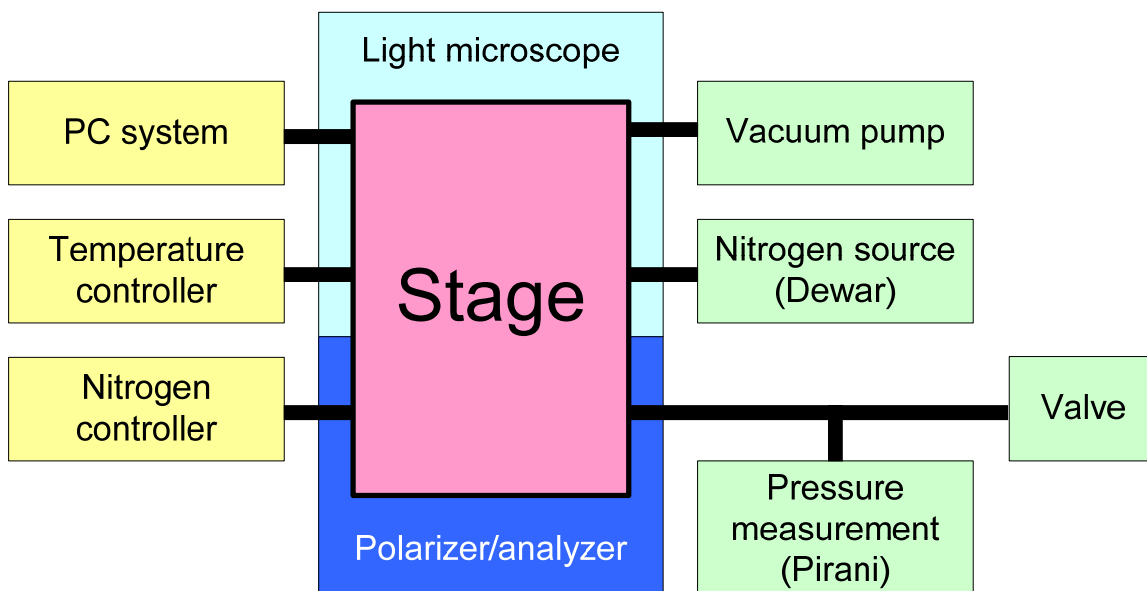 Light microscope
PC system
Vacuum pump
Temperature
controller
Stage
Nitrogen source
(Dewar)
Nitrogen
controller
Valve
Pressure
measurement
(Pirani)
Polarizer/analyzer